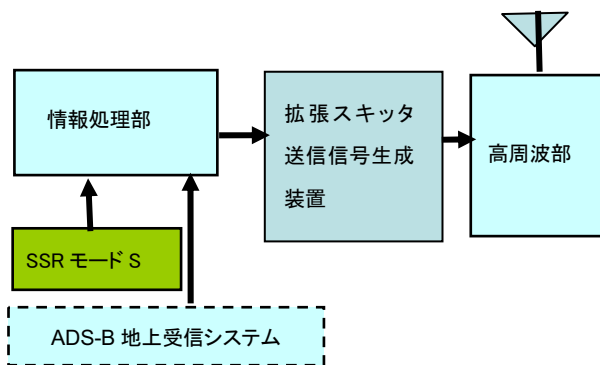 情報処理部
拡張スキッタ
送信信号生成
装置
高周波部
SSR モード S
ADS-B 地上受信システム